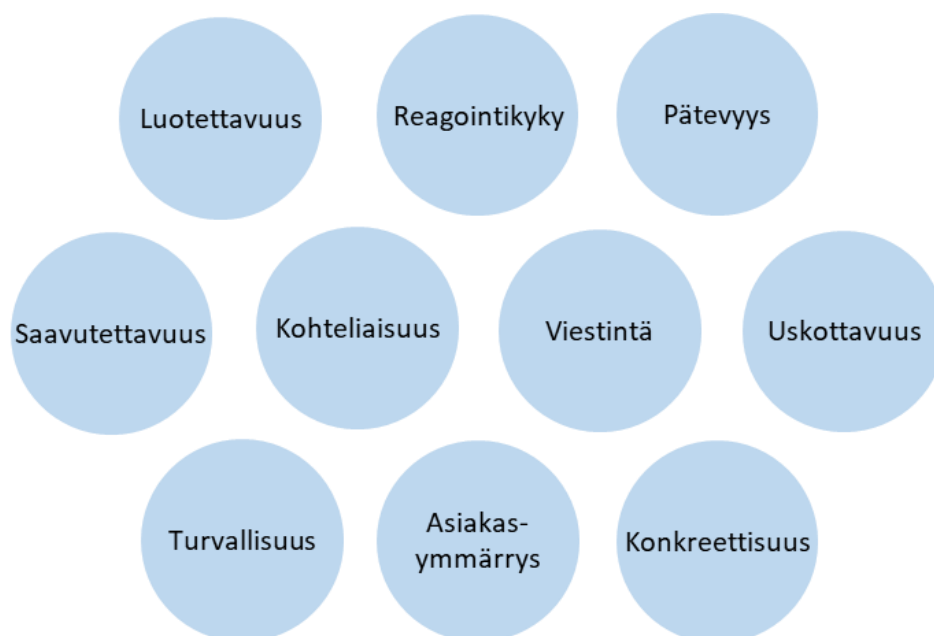 Luotettavuus
Reagointikyky
Pätevyys
Saavutettavuus
Kohteliaisuus
Viestintä
Uskottavuus
Turvallisuus
Asiakas-
ymmärrys
Konkreettisuus